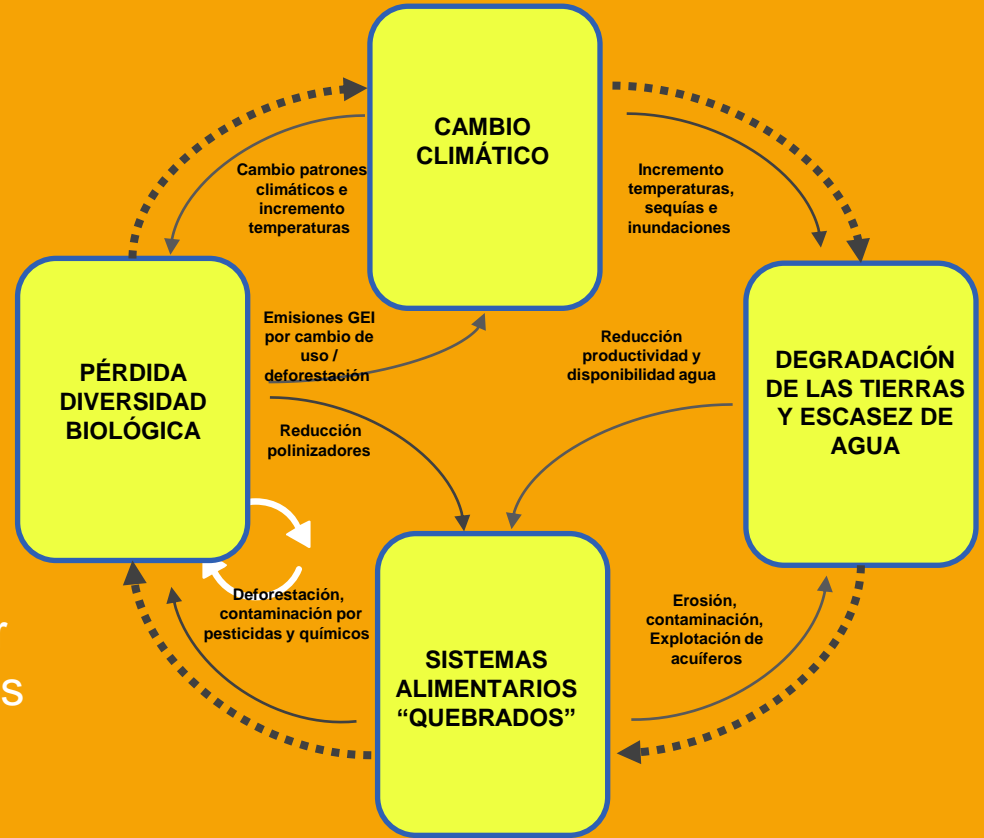 CAMBIO
CLIMÁTICO
Cambio patrones
climáticos e
incremento
temperaturas
Incremento
temperaturas,
sequías e
inundaciones
PÉRDIDA
DIVERSIDAD
BIOLÓGICA
Emisiones GEI
por cambio de
uso /
deforestación
Reducción
productividad y
disponibilidad agua
DEGRADACIÓN
DE LAS TIERRAS
Y ESCASEZ DE
AGUA
Reducción
polinizadores
Deforestación,
contaminación por
pesticidas y químicos
SISTEMAS
ALIMENTARIOS
“QUEBRADOS”
Erosión,
contaminación,
Explotación de
acuíferos